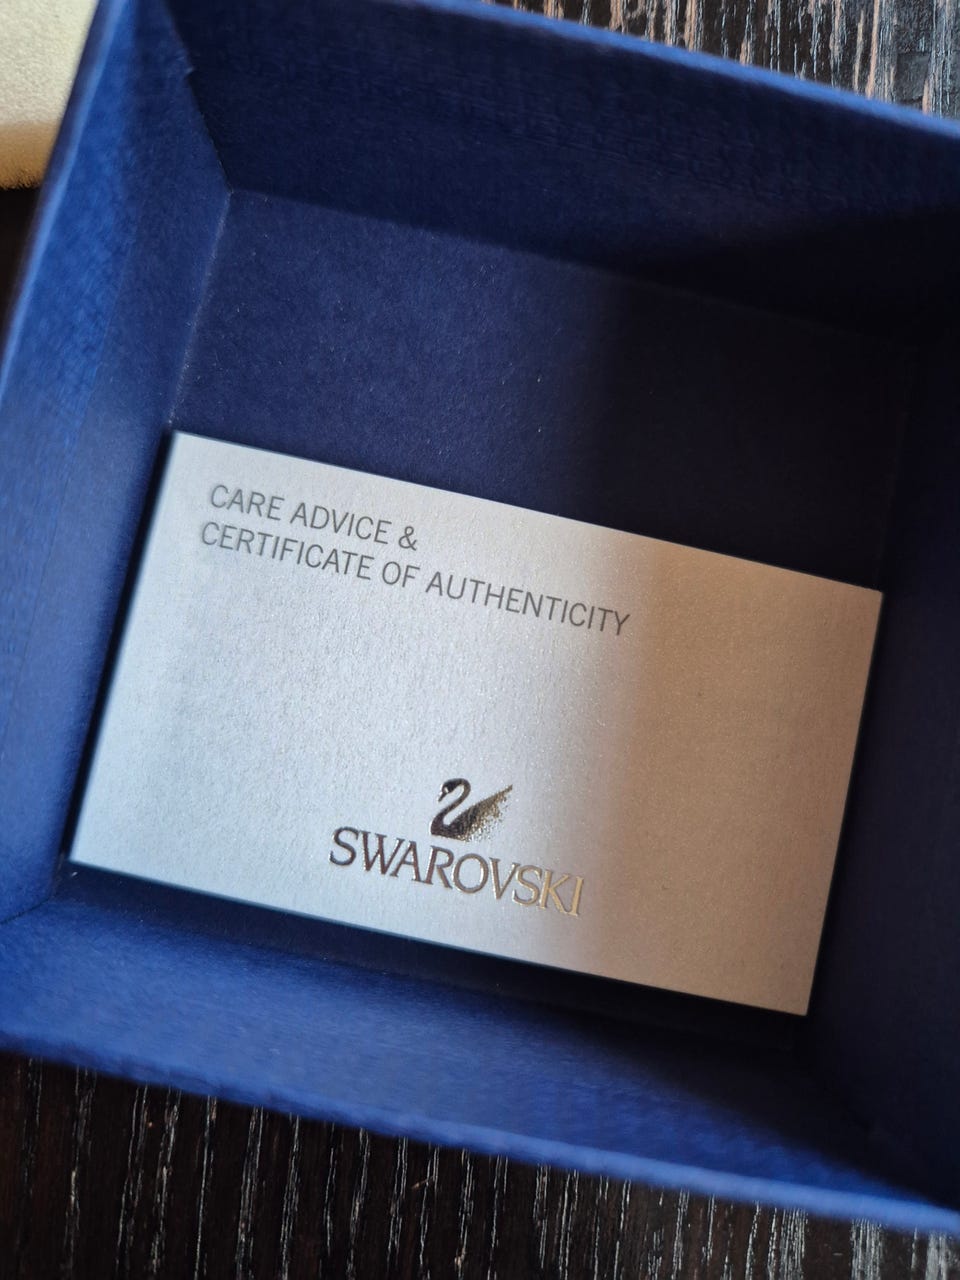 CARE ADVICE &
CERTIFICATE OF AUTHENTICITY
SWAROVSKI